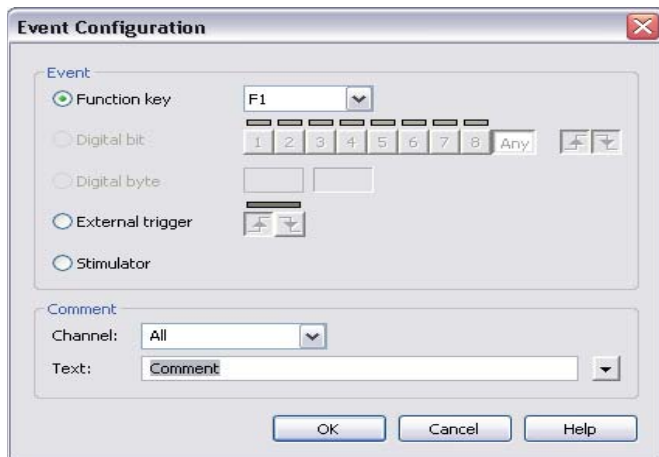 Event Configuration
Event
Function key F1
Digital bit 1 2 3 4 5 6 7 8 Any
Digital byte
External trigger
Stimulator
Comment
Channel: All
Text: Comment
OK Cancel Help